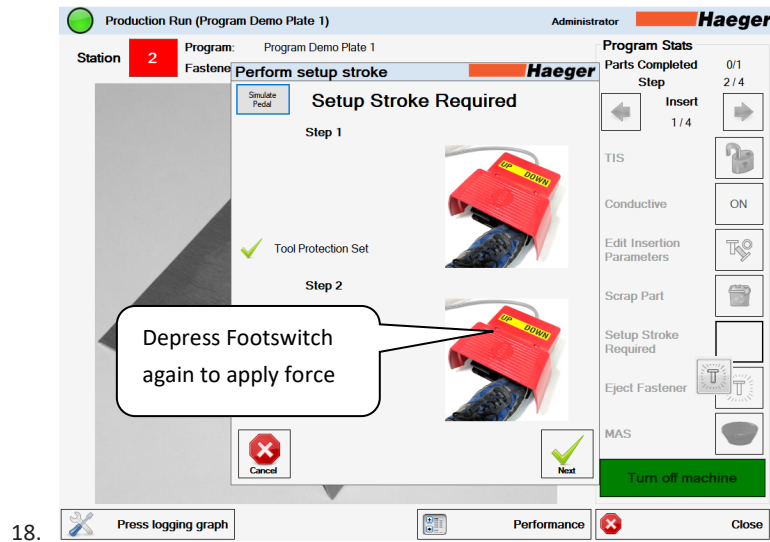 Production Run (Program Demo Plate 1)
Administrator
Haeger
Station
2
Program:
Program Demo Plate 1
Fastene
Perform setup stroke
Haeger
Simulate
Pedal
Setup Stroke Required
Step 1
UP DOWN
Tool Protection Set
Step 2
UP DOWN
Depress Footswitch
again to apply force
Cancel
Next
Program Stats
Parts Completed 0/1
Step 2 / 4
Insert
1 / 4
TIS
Conductive
ON
Edit Insertion
Parameters
Scrap Part
Setup Stroke
Required
Eject Fastener
MAS
Turn off machine
18.
Press logging graph
Performance
Close